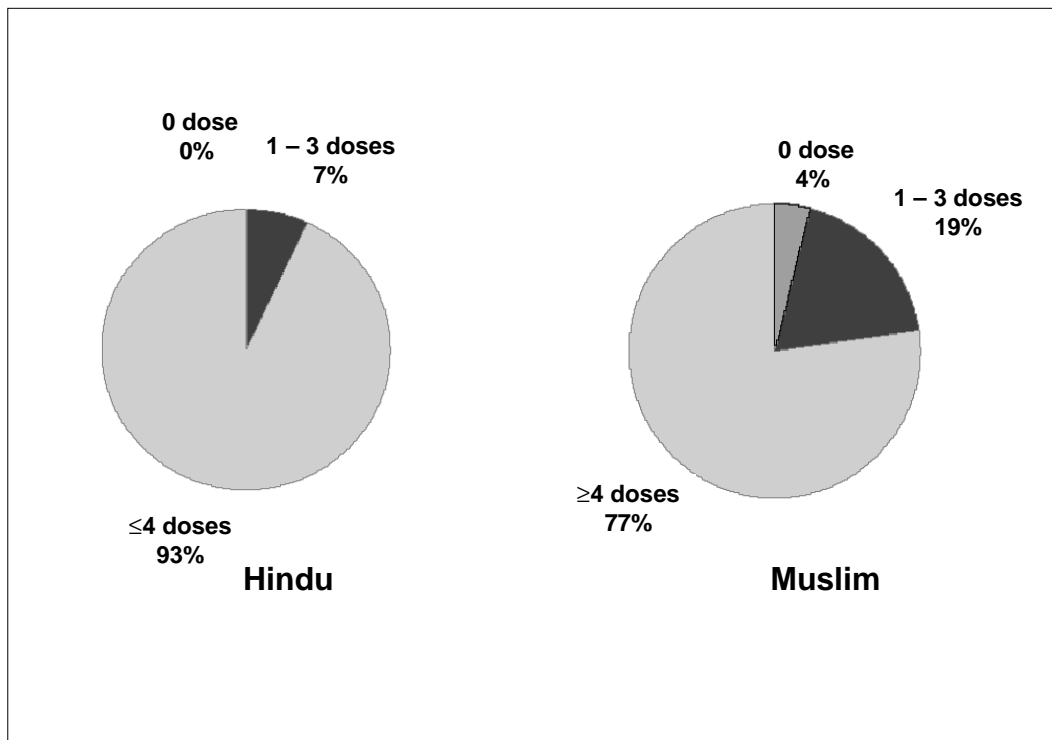 0 dose
0%
1 – 3 doses
7%
≤4 doses
93%
Hindu
0 dose
4%
1 – 3 doses
19%
≥4 doses
77%
Muslim